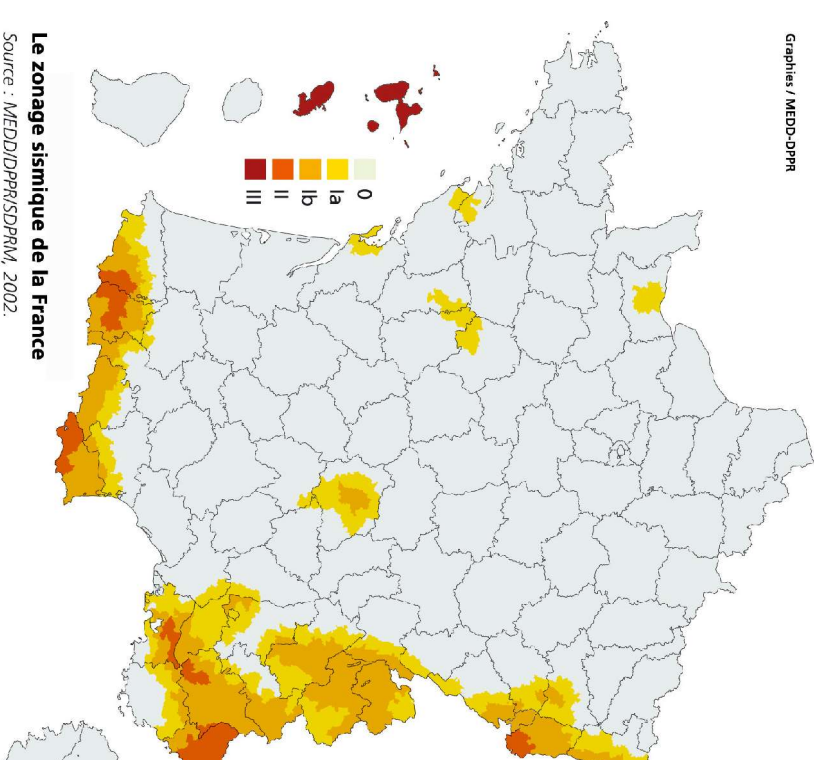 Graphies / MEDD-DPPR
0
Ia
Ib
II
III
Le zonage sismique de la France
Source : MEDD/DPPR/SDPRM, 2002.